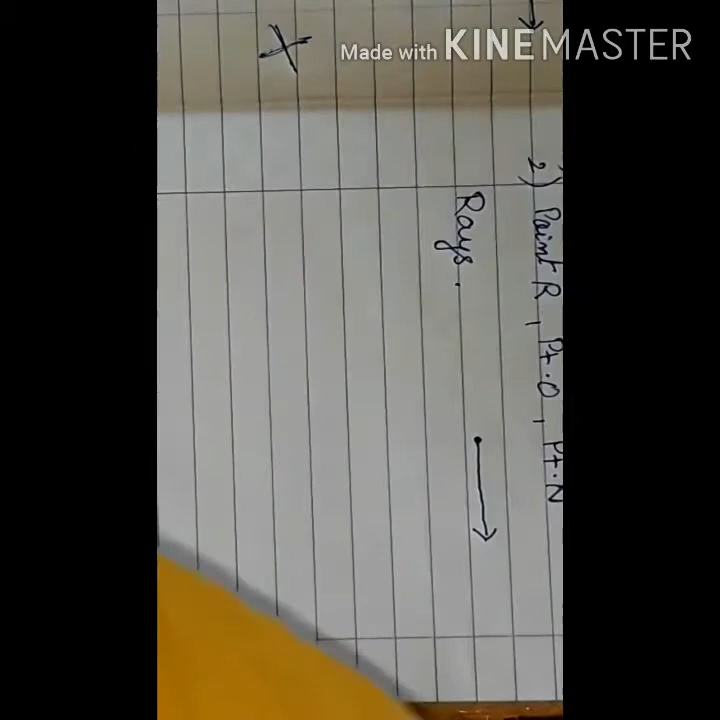 Made with KINEMASTER
2) Point R, Pt. O, Pt. N
Rays.